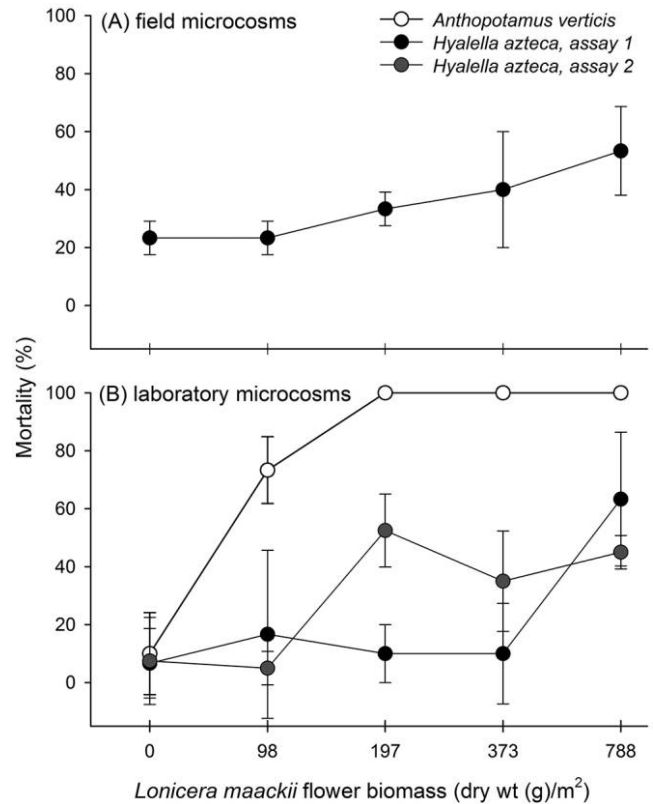 (A) field microcosms
Anthopotamus verticis
Hyalella azteca, assay 1
Hyalella azteca, assay 2
100
80
60
40
20
0
Mortality (%)
(B) laboratory microcosms
100
80
60
40
20
0
0 98 197 373 788
Lonicera maackii flower biomass (dry wt (g)/m²)